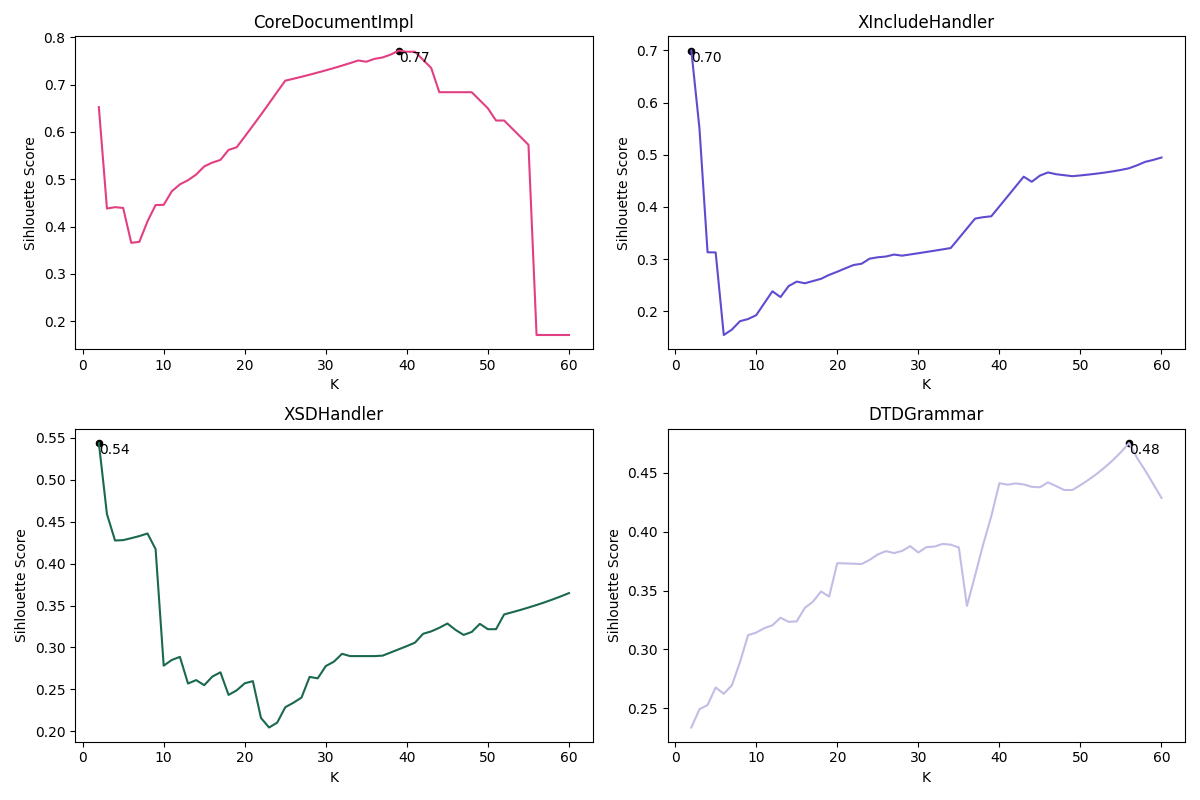 CoreDocumentImpl
0.8
0.7
0.6
0.5
0.4
0.3
0.2
Sihlouette Score
0.77
0 10 20 30 40 50 60
K
XIncludeHandler
0.7
0.6
0.5
0.4
0.3
0.2
Sihlouette Score
0.70
0 10 20 30 40 50 60
K
XSDHandler
0.55
0.50
0.45
0.40
0.35
0.30
0.25
0.20
Sihlouette Score
0.54
0 10 20 30 40 50 60
K
DTDGrammar
0.45
0.40
0.35
0.30
0.25
Sihlouette Score
0.48
0 10 20 30 40 50 60
K